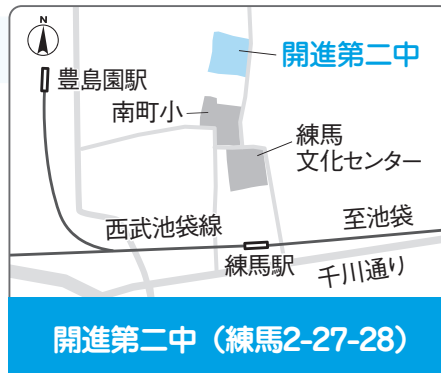 N
開進第二中
豊島園駅
南町小
練馬
文化センター
西武池袋線
至池袋
練馬駅
千川通り
開進第二中（練馬2-27-28）